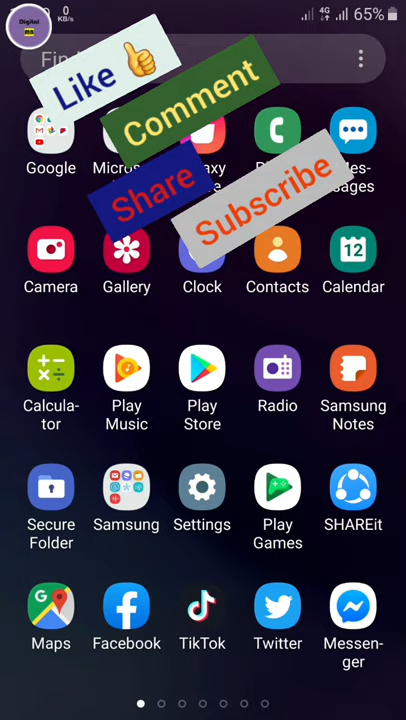 Digital
0
KB/s
4G
65%
Like
Comment
Share
Subscribe
Google
Camera
Gallery
Clock
Contacts
12
Calendar
Calcula-
tor
Play
Music
Play
Store
Radio
Samsung
Notes
Secure
Folder
Samsung
Settings
Play
Games
SHAREit
G
Maps
Facebook
TikTok
Twitter
Messen-
ger